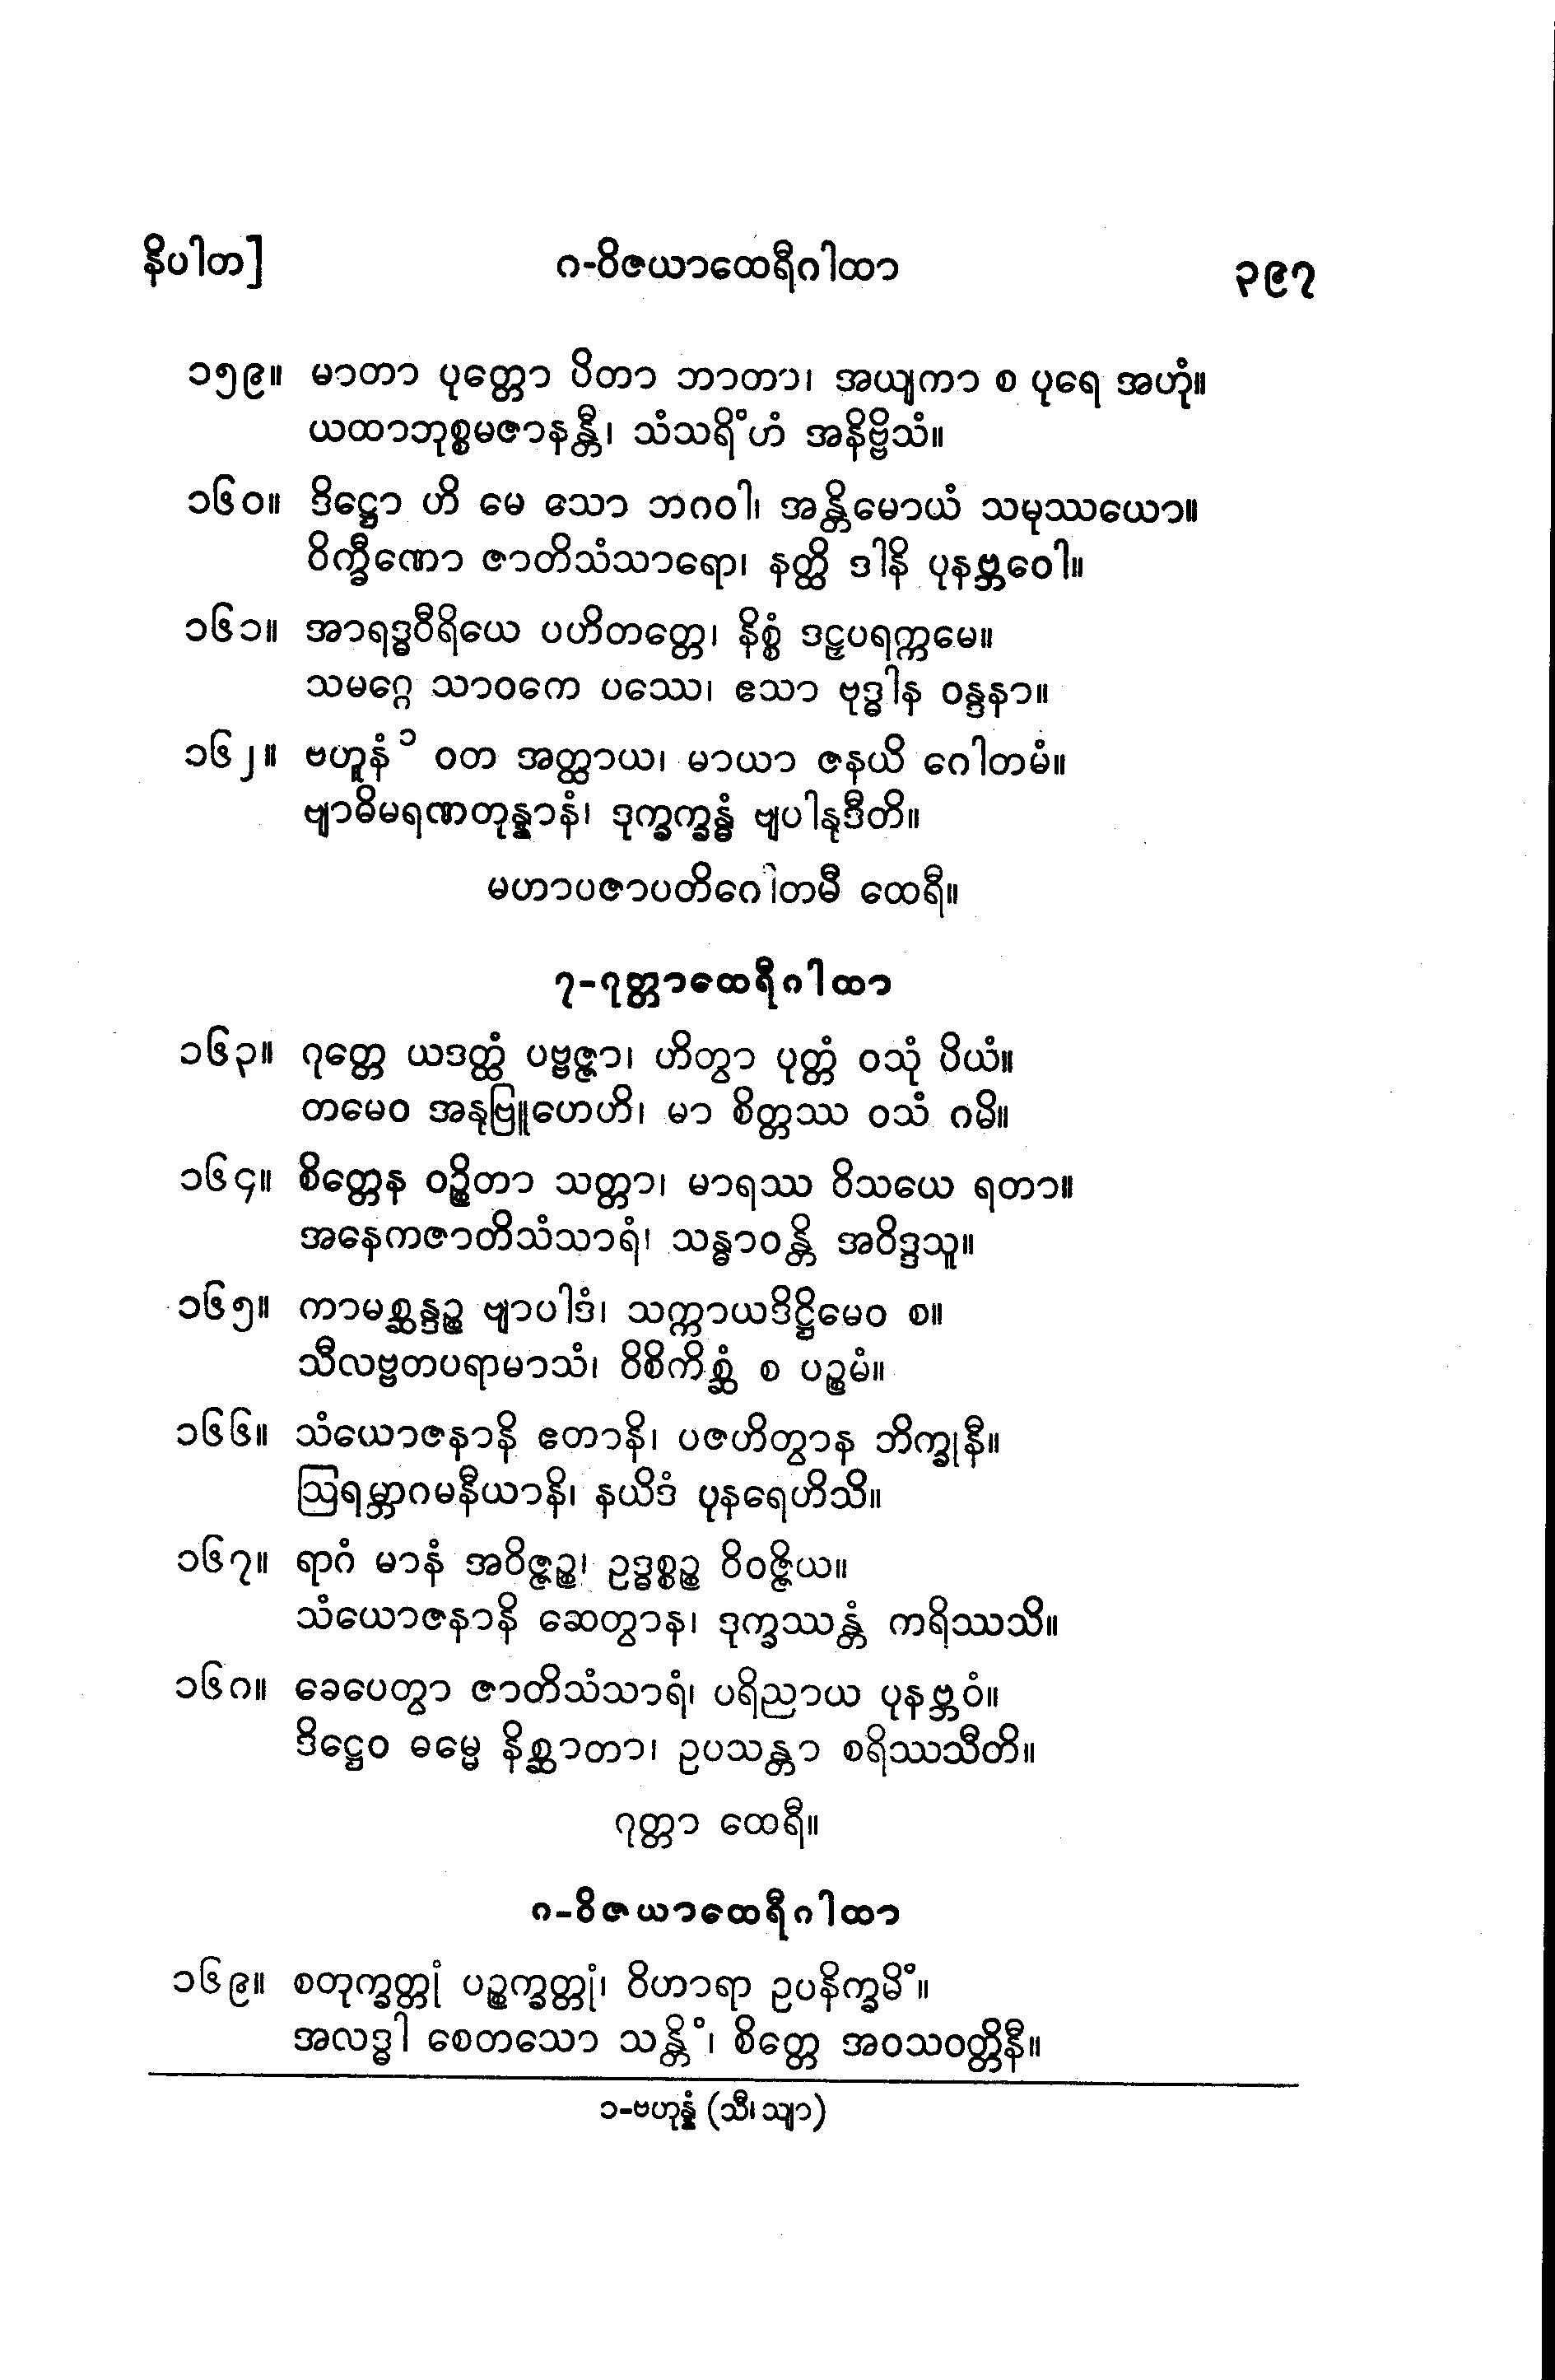 နိပါတ]
ဂ-ဝိဇယာထေရီဂါထာ
၃၉၇
၁၅၉။ မာတာ ပုတ္တော ပိတာ ဘာတာ၊ အယျကာ စ ပုရေ အဟုံ။
ယထာဘုစ္စမဇာနန္တီ၊ သံသရိံဟံ အနိဗ္ဗိသံ။
၁၆၀။ ဒိဋ္ဌော ဟိ မေ သော ဘဂဝါ၊ အန္တိမောယံ သမုဿယော။
ဝိက္ခီဏော ဇာတိသံသာရော၊ နတ္ထိ ဒါနိ ပုနဗ္ဘဝေါ။
၁၆၁။ အာရဒ္ဓဝီရိယေ ပဟိတတ္တေ၊ နိစ္စံ ဒဠှပရက္ကမေ။
သမဂ္ဂေ သာဝကေ ပဿေ၊ ဧသာ ဗုဒ္ဓါန ဝန္ဒနာ။
၁၆၂။ ဗဟူနံ ၁ ဝတ အတ္ထာယ၊ မာယာ ဇနယိ ဂေါတမံ။
ဗျာဓိမရဏတုန္နာနံ၊ ဒုက္ခက္ခန္ဓံ ဗျပါနုဒီတိ။
မဟာပဇာပတိဂေါတမီ ထေရီ။
၇-ဂုတ္တာထေရီဂါထာ
၁၆၃။ ဂုတ္တေ ယဒတ္ထံ ပဗ္ဗဇ္ဇာ၊ ဟိတွာ ပုတ္တံ ဝသုံ ပိယံ။
တမေဝ အနုဗြူဟေဟိ၊ မာ စိတ္တဿ ဝသံ ဂမိ။
၁၆၄။ စိတ္တေန ဝဉ္စိတာ သတ္တာ၊ မာရဿ ဝိသယေ ရတာ။
အနေကဇာတိသံသာရံ၊ သန္ဓာဝန္တိ အဝိဒ္ဒသူ။
၁၆၅။ ကာမစ္ဆန္ဒဉ္စ ဗျာပါဒံ၊ သက္ကာယဒိဋ္ဌိမေဝ စ။
သီလဗ္ဗတပရာမာသံ၊ ဝိစိကိစ္ဆံ စ ပဉ္စမံ။
၁၆၆။ သံယောဇနာနိ ဧတာနိ၊ ပဇဟိတွာန ဘိက္ခုနီ။
ဩရမ္ဘာဂမနီယာနိ၊ နယိဒံ ပုနရေဟိသိ။
၁၆၇။ ရာဂံ မာနံ အဝိဇ္ဇဉ္စ၊ ဥဒ္ဓစ္စဉ္စ ဝိဝဇ္ဇိယ။
သံယောဇနာနိ ဆေတွာန၊ ဒုက္ခဿန္တံ ကရိဿသိ။
၁၆၈။ ခေပေတွာ ဇာတိသံသာရံ၊ ပရိညာယ ပုနဗ္ဘဝံ။
ဒိဋ္ဌေဝ ဓမ္မေ နိစ္ဆာတာ၊ ဥပသန္တာ စရိဿသီတိ။
ဂုတ္တာ ထေရီ။
ဂ-ဝိဇယာထေရီဂါထာ
၁၆၉။ စတုက္ခတ္တုံ ပဉ္စက္ခတ္တုံ၊ ဝိဟာရာ ဥပနိက္ခမိံ။
အလဒ္ဓါ စေတသော သန္တိံ၊ စိတ္တေ အဝသဝတ္တိနီ။
၁-ဗဟုန္နံ (သီ၊ သျာ)